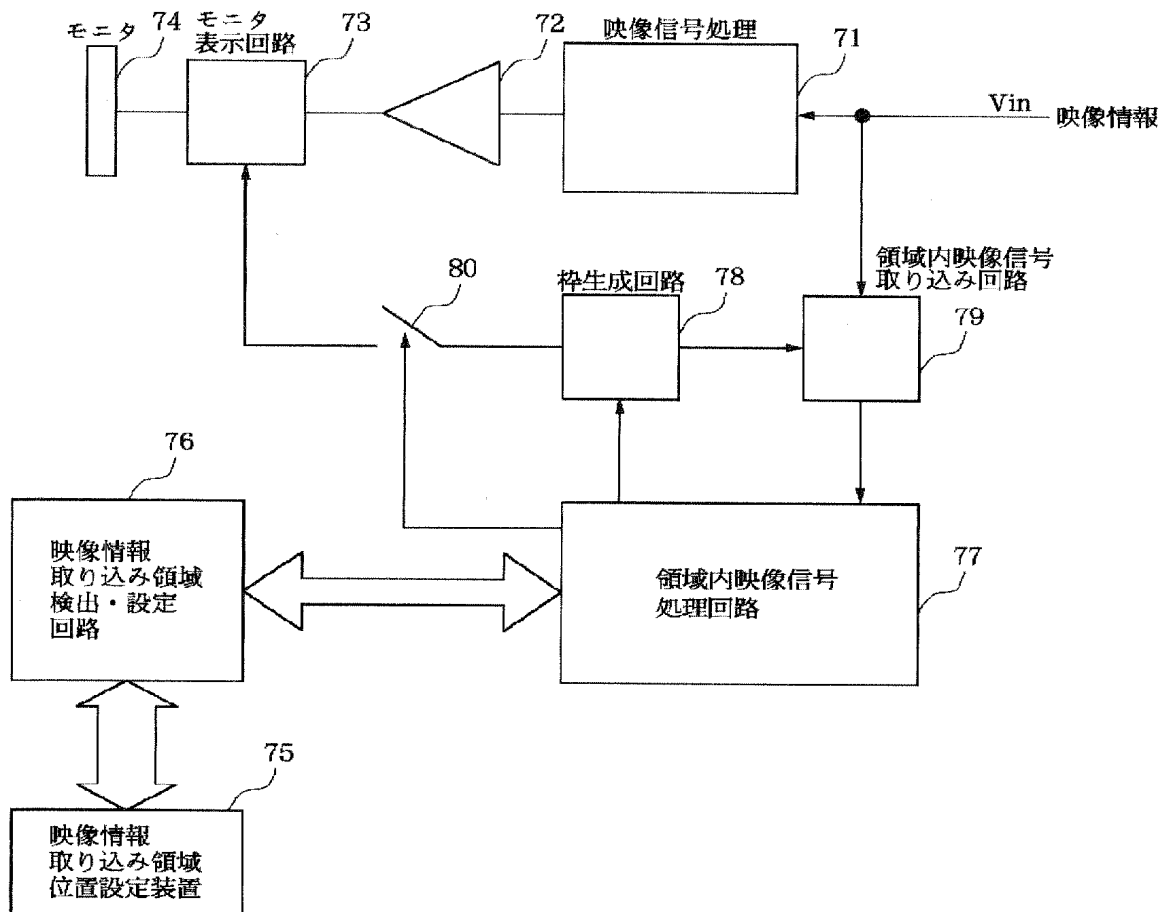 モニタ
74
モニタ
表示回路
73
72
映像信号処理
71
Vin
映像情報
80
枠生成回路
78
領域内映像信号
取り込み回路
79
76
映像情報
取り込み領域
検出・設定
回路
領域内映像信号
処理回路
77
75
映像情報
取り込み領域
位置設定装置